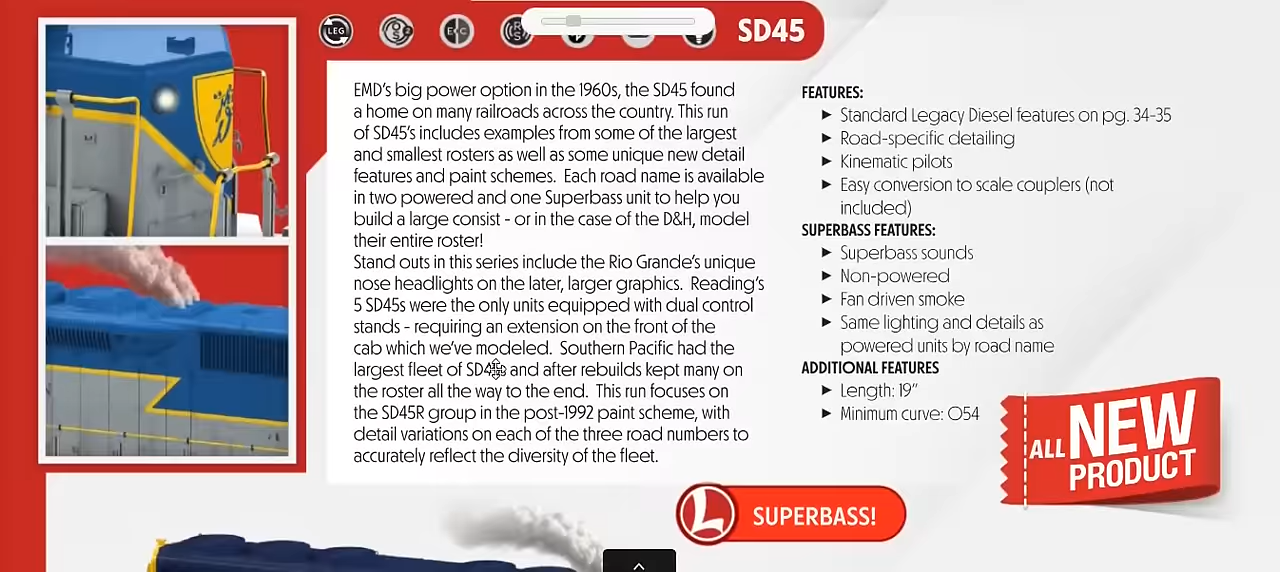 LEG
SD45
EMD's big power option in the 1960s, the SD45 found
a home on many railroads across the country. This run
of SD45's includes examples from some of the largest
and smallest rosters as well as some unique new detail
features and paint schemes. Each road name is available
in two powered and one Superbass unit to help you
build a large consist - or in the case of the D&H, model
their entire roster!
Stand outs in this series include the Rio Grande's unique
nose headlights on the later, larger graphics. Reading's
5 SD45s were the only units equipped with dual control
stands - requiring an extension on the front of the
cab which we've modeled. Southern Pacific had the
largest fleet of SD45s and after rebuilds kept many on
the roster all the way to the end. This run focuses on
the SD45R group in the post-1992 paint scheme, with
detail variations on each of the three road numbers to
accurately reflect the diversity of the fleet.
FEATURES:
► Standard Legacy Diesel features on pg. 34-35
► Road-specific detailing
► Kinematic pilots
► Easy conversion to scale couplers (not
included)
SUPERBASS FEATURES:
► Superbass sounds
► Non-powered
► Fan driven smoke
► Same lighting and details as
powered units by road name
ADDITIONAL FEATURES
► Length: 19"
► Minimum curve: O54
ALL NEW
PRODUCT
L SUPERBASS!